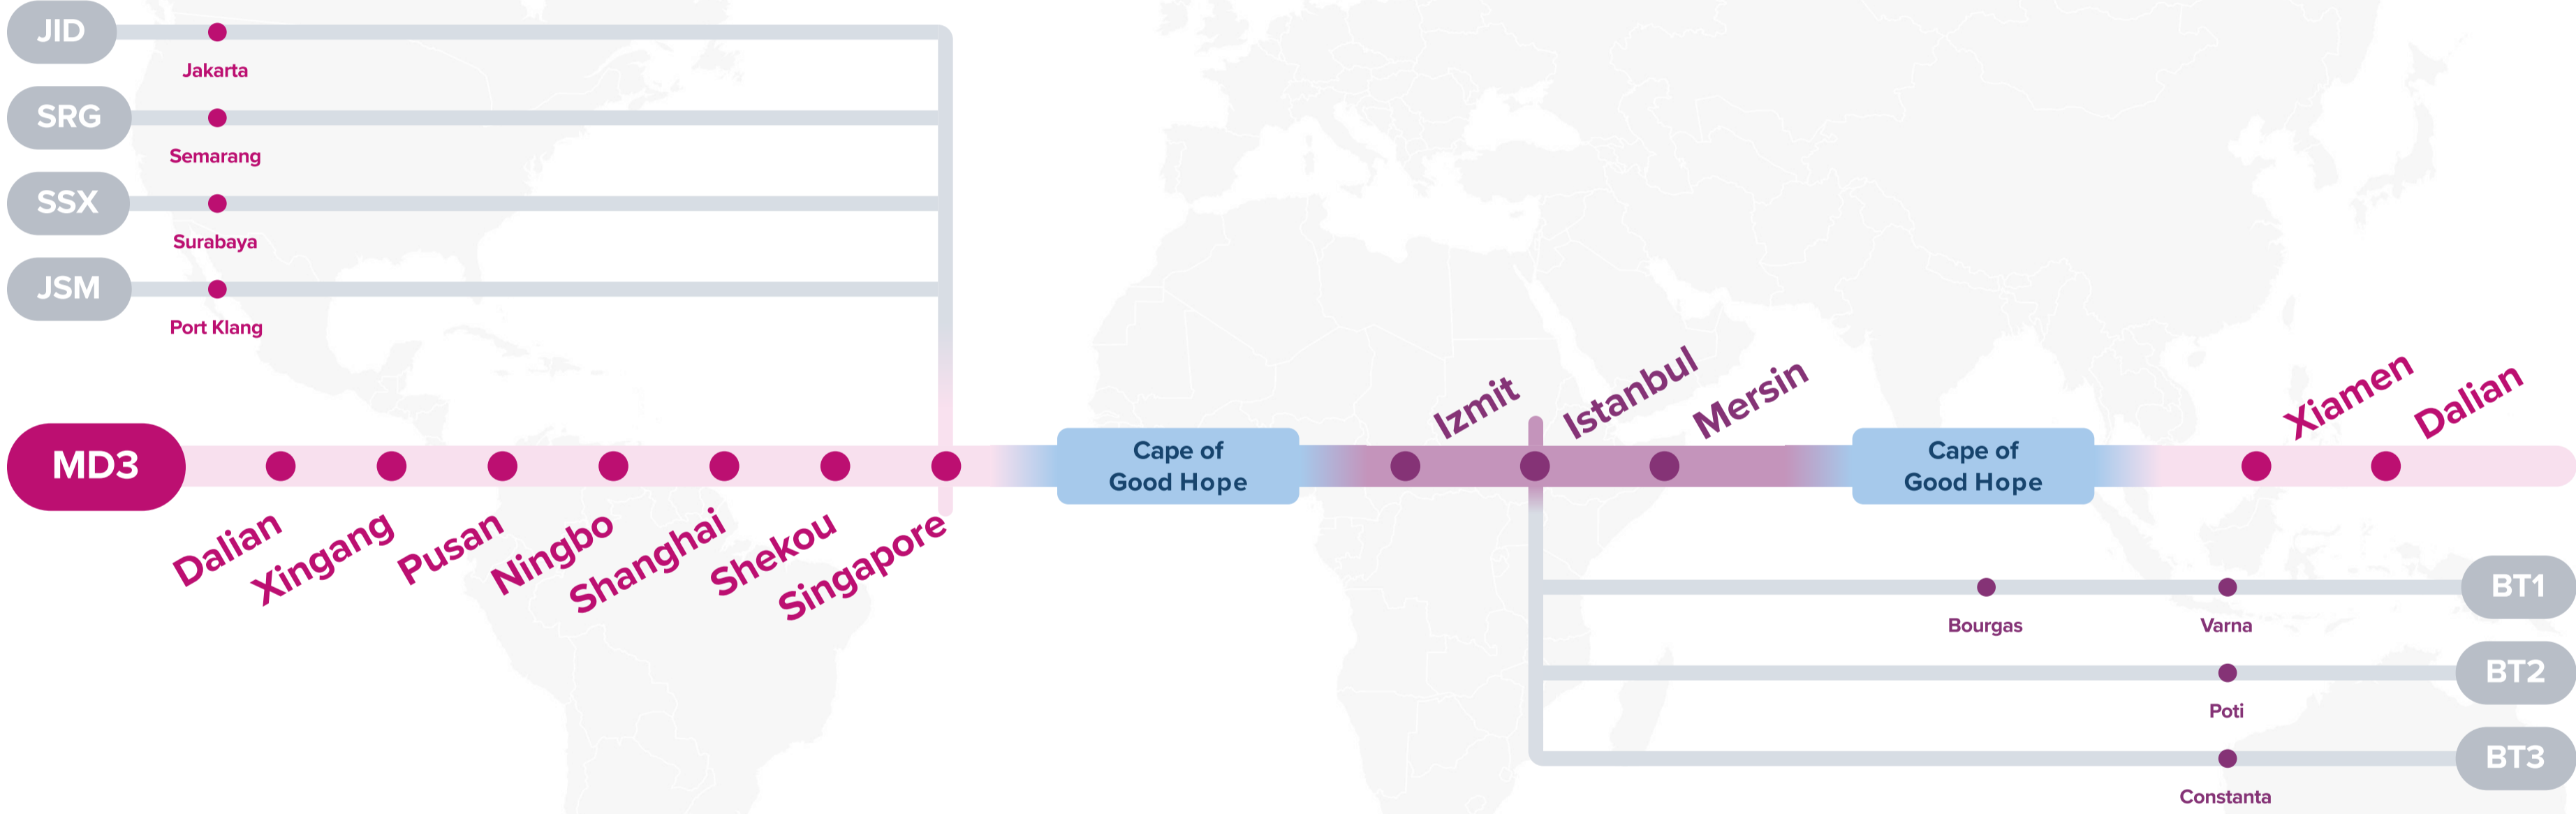 JID
Jakarta
SRG
Semarang
SSX
Surabaya
JSM
Port Klang
MD3
Dalian
Xingang
Pusan
Ningbo
Shanghai
Shekou
Singapore
Cape of
Good Hope
Izmit
Istanbul
Mersin
Cape of
Good Hope
Xiamen
Dalian
BT1
Bourgas
Varna
BT2
Poti
BT3
Constanta